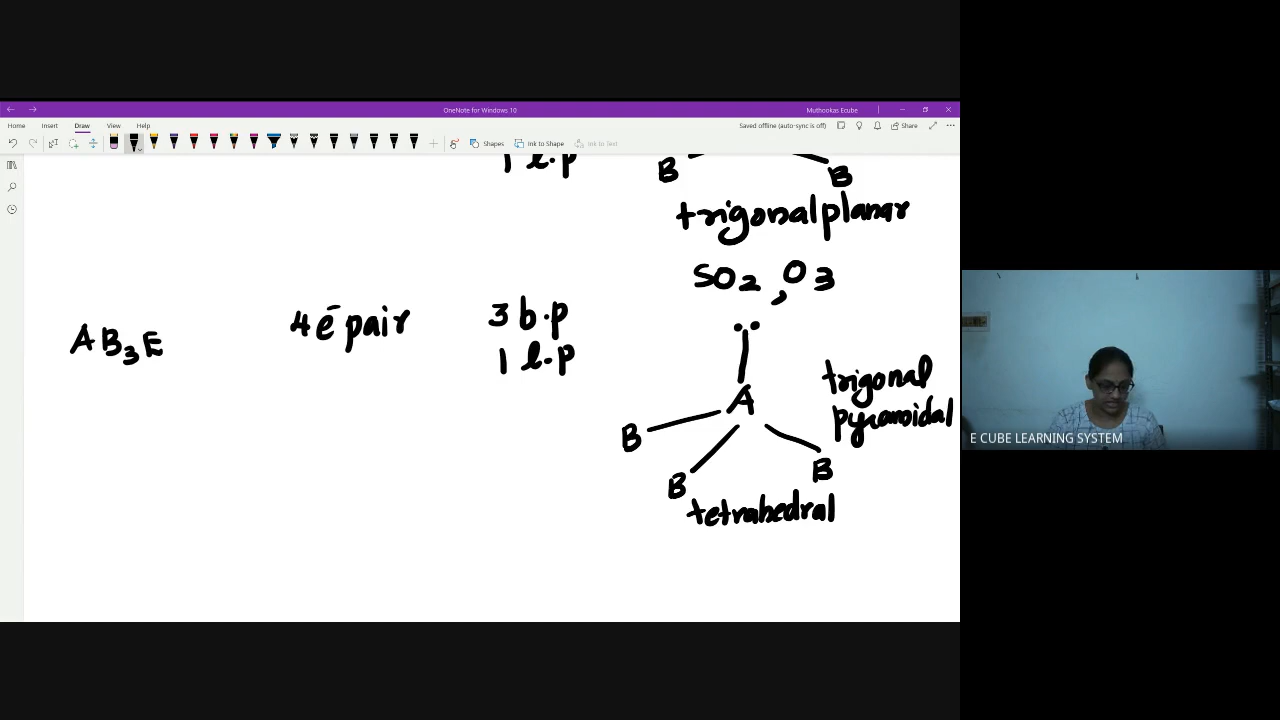 OneNote for Windows 10
Muthookas Ecube
Home Insert Draw View Help
Saved offline (auto-sync is off)
Share
Shapes
Ink to Shape
Ink to Text
1 l.p
B B
trigonal planar
SO2, O3
AB3E
4 ē pair
3 b.p
1 l.p
A
B
B
B
trigonal
pyramidal
tetrahedral
E CUBE LEARNING SYSTEM